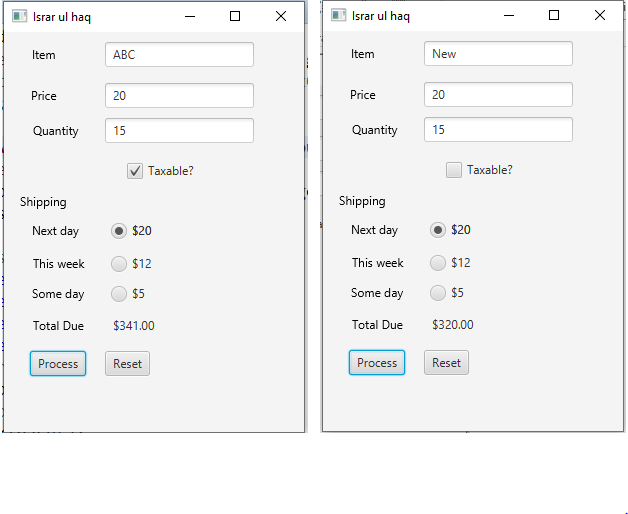 Israr ul haq
Item ABC
Price 20
Quantity 15
Taxable?
Shipping
Next day $20
This week $12
Some day $5
Total Due $341.00
Process Reset
Israr ul haq
Item New
Price 20
Quantity 15
Taxable?
Shipping
Next day $20
This week $12
Some day $5
Total Due $320.00
Process Reset